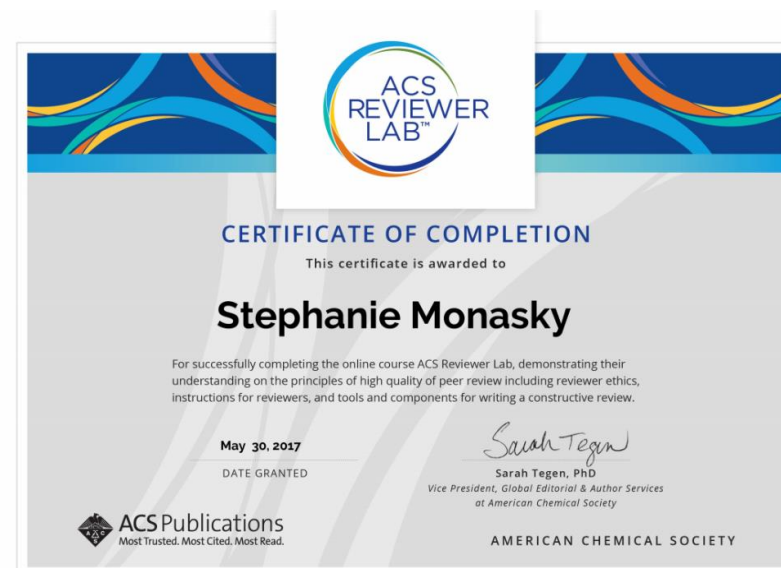 ACS
REVIEWER
LAB™
CERTIFICATE OF COMPLETION
This certificate is awarded to
Stephanie Monasky
For successfully completing the online course ACS Reviewer Lab, demonstrating their
understanding on the principles of high quality of peer review including reviewer ethics,
instructions for reviewers, and tools and components for writing a constructive review.
May 30, 2017
DATE GRANTED
Sarah Tegen
Sarah Tegen, PhD
Vice President, Global Editorial & Author Services
at American Chemical Society
A C S
ACS Publications
Most Trusted. Most Cited. Most Read.
AMERICAN CHEMICAL SOCIETY